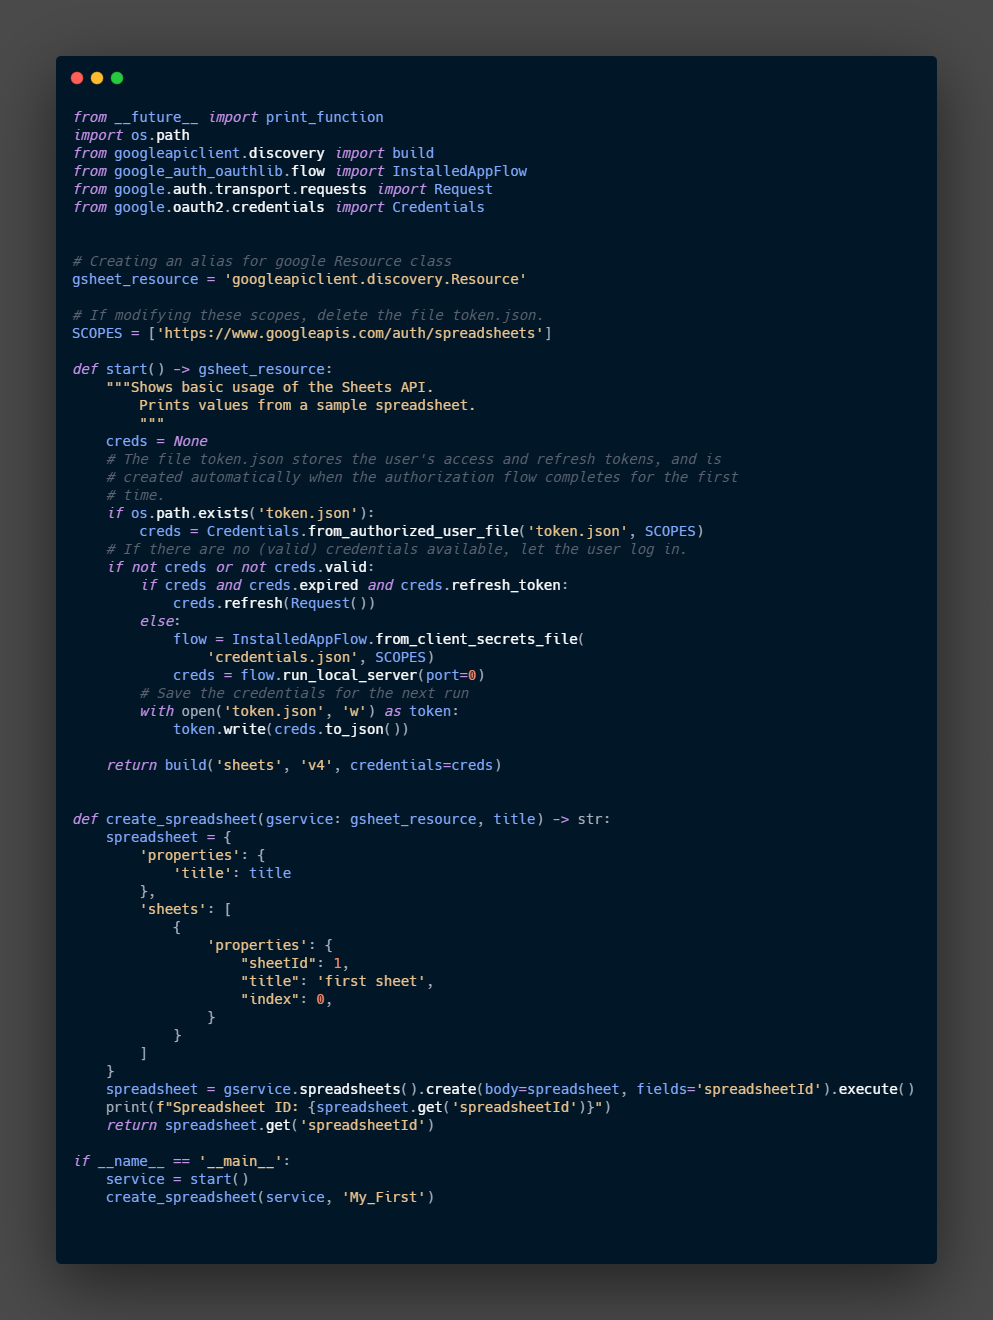 from __future__ import print_function
import os.path
from googleapiclient.discovery import build
from google_auth_oathlib.flow import InstalledAppFlow
from google.auth.transport.requests import Request
from google.oauth2.credentials import Credentials
# Creating an alias for google Resource class
gsheet_resource = 'googleapiclient.discovery.Resource'
# If modifying these scopes, delete the file token.json.
SCOPES = ['https://www.googleapis.com/auth/spreadsheets']
def start() -> gsheet_resource:
    """Shows basic usage of the Sheets API.
        Prints values from a sample spreadsheet.
        """
    creds = None
    # The file token.json stores the user's access and refresh tokens, and is
    # created automatically when the authorization flow completes for the first
    # time.
    if os.path.exists('token.json'):
        creds = Credentials.from_authorized_user_file('token.json', SCOPES)
    # If there are no (valid) credentials available, let the user log in.
    if not creds or not creds.valid:
        if creds and creds.expired and creds.refresh_token:
            creds.refresh(Request())
        else:
            flow = InstalledAppFlow.from_client_secrets_file(
                'credentials.json', SCOPES)
            creds = flow.run_local_server(port=0)
        # Save the credentials for the next run
        with open('token.json', 'w') as token:
            token.write(creds.to_json())
    return build('sheets', 'v4', credentials=creds)
def create_spreadsheet(gservice: gsheet_resource, title) -> str:
    spreadsheet = {
        'properties': {
            'title': title
        },
        'sheets': [
            {
                'properties': {
                    "sheetId": 1,
                    "title": 'first sheet',
                    "index": 0,
                }
            }
        ]
    }
    spreadsheet = gservice.spreadsheets().create(body=spreadsheet, fields='spreadsheetId').execute()
    print(f"Spreadsheet ID: {spreadsheet.get('spreadsheetId')}")
    return spreadsheet.get('spreadsheetId')
if __name__ == '__main__':
    service = start()
    create_spreadsheet(service, 'My_First')